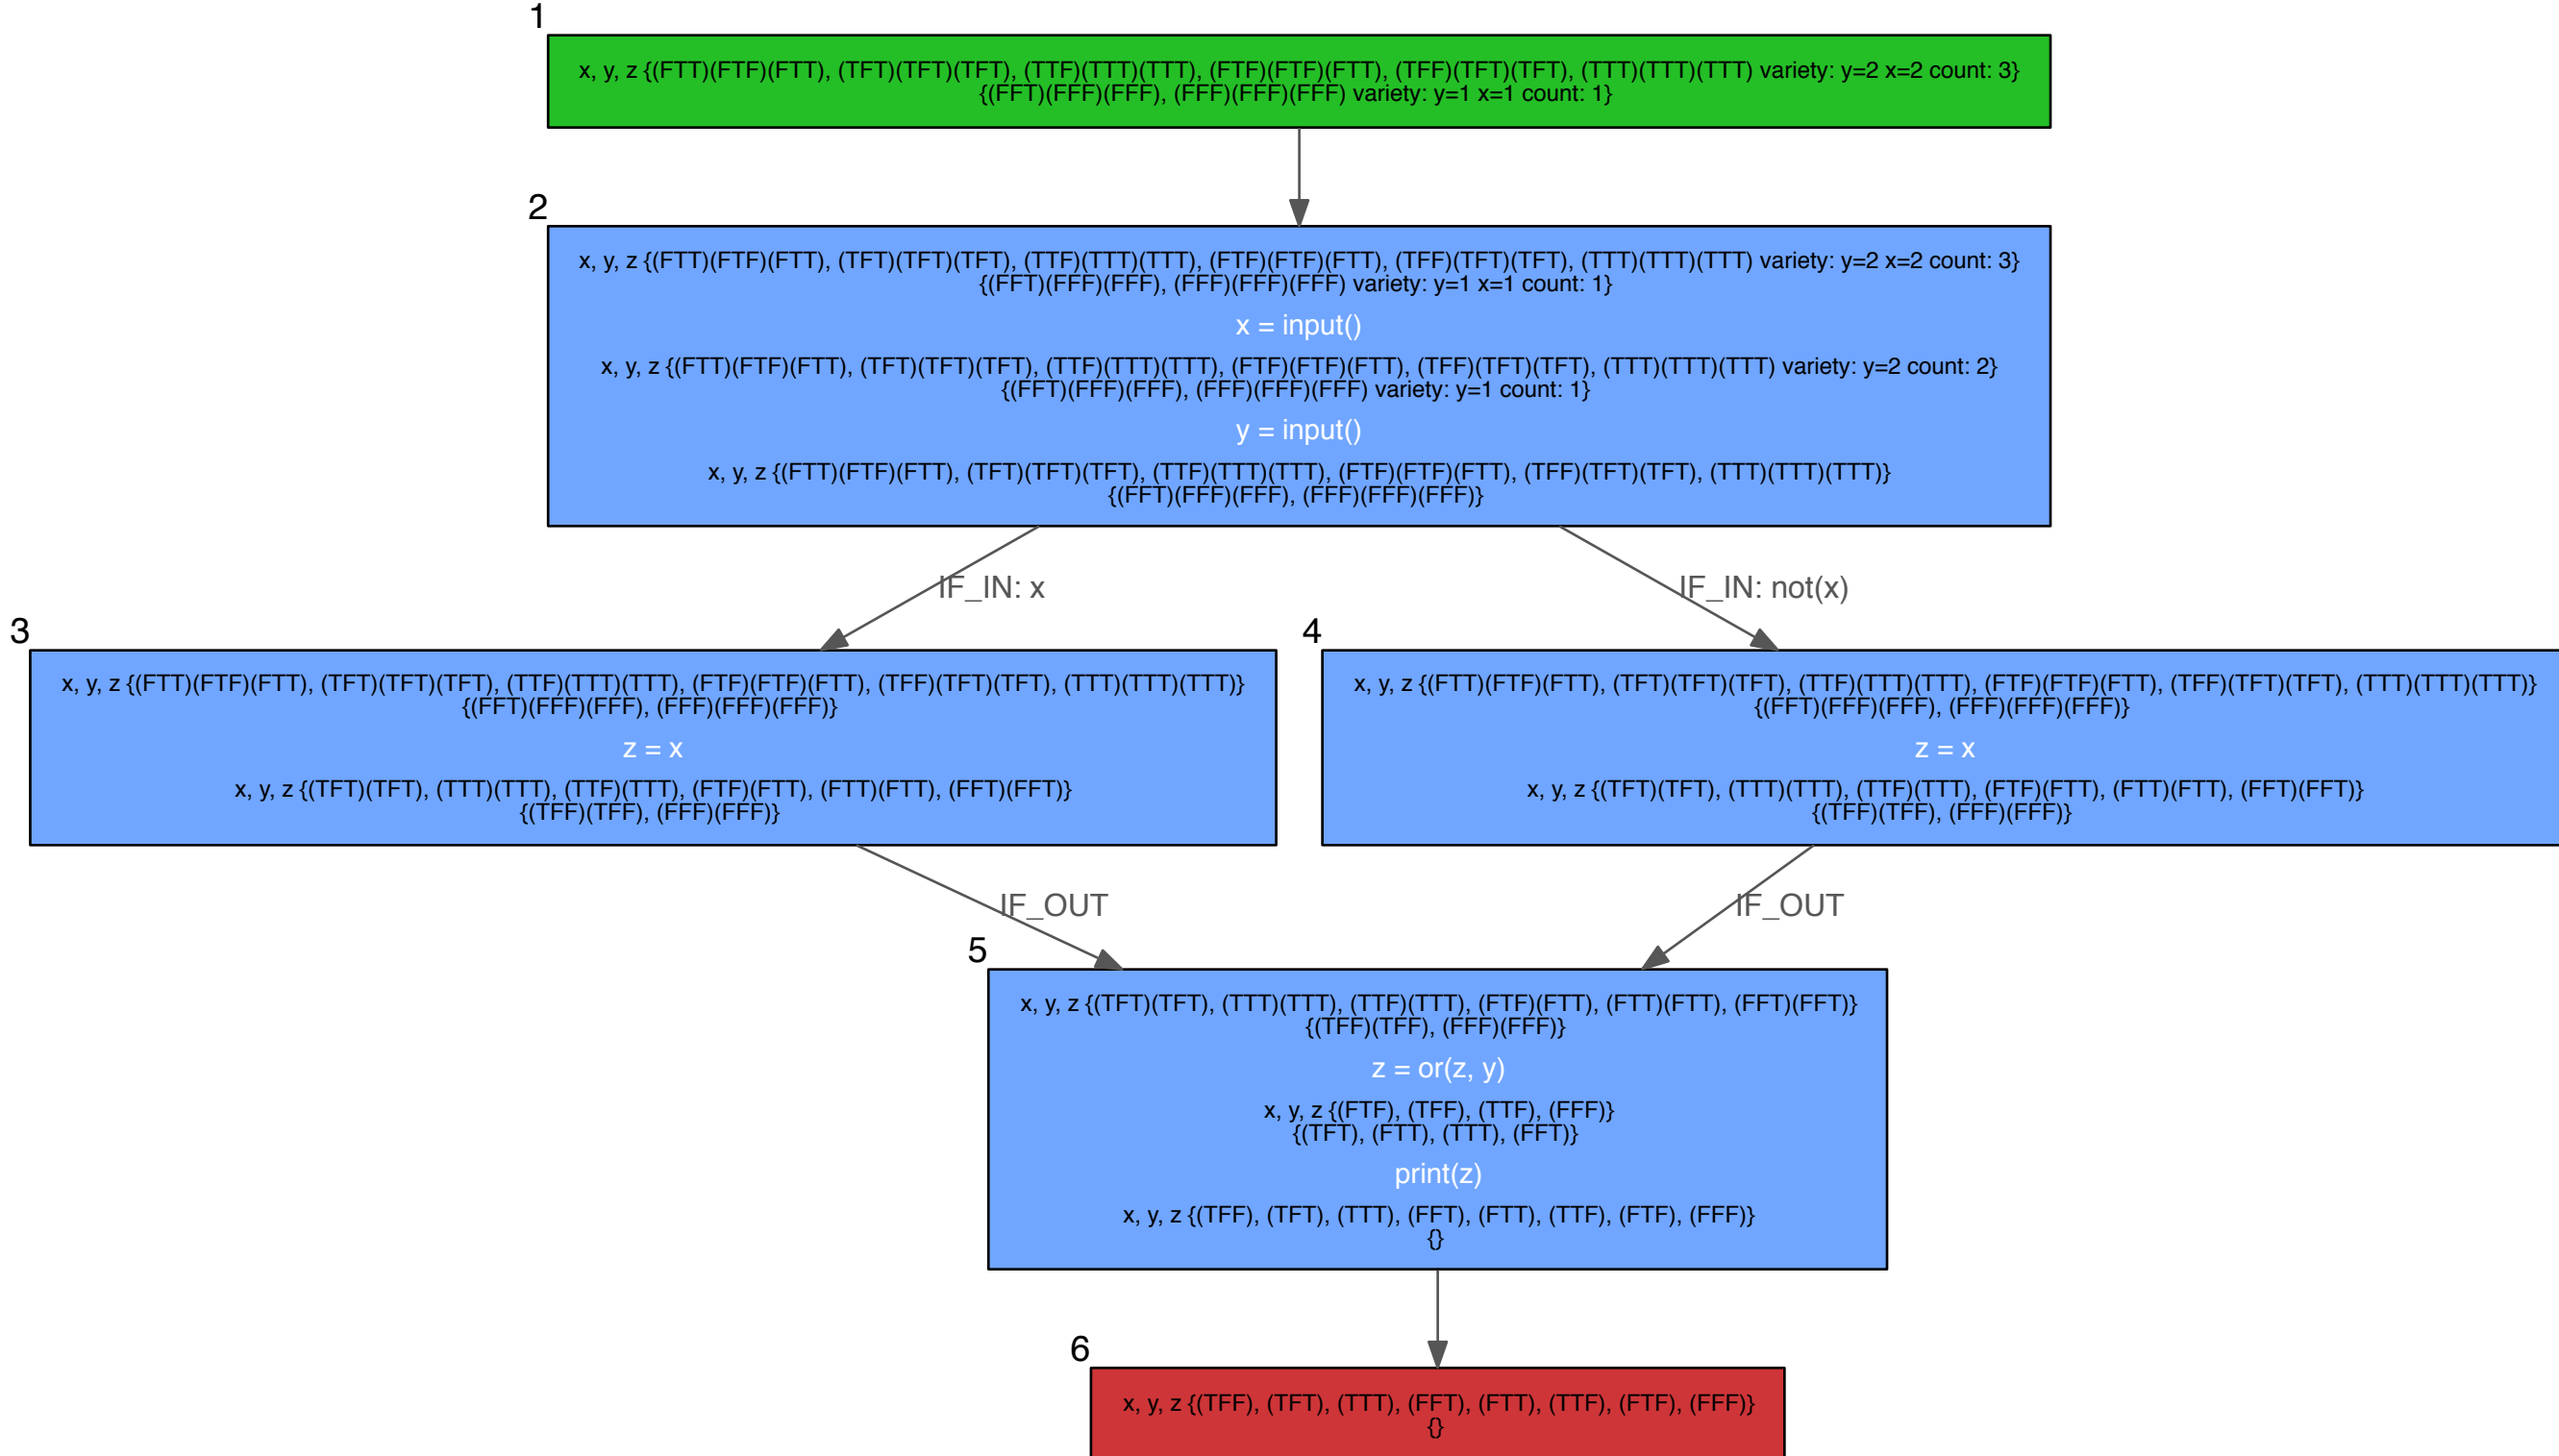 1
x, y, z {(FTT)(FTF)(FTT), (TFT)(TFT)(TFT), (TTF)(TTT)(TTT), (FTF)(FTF)(FTT), (TFF)(TFT)(TFT), (TTT)(TTT)(TTT) variety: y=2 x=2 count: 3}
{(FFT)(FFF)(FFF), (FFF)(FFF)(FFF) variety: y=1 x=1 count: 1}
2
x, y, z {(FTT)(FTF)(FTT), (TFT)(TFT)(TFT), (TTF)(TTT)(TTT), (FTF)(FTF)(FTT), (TFF)(TFT)(TFT), (TTT)(TTT)(TTT) variety: y=2 x=2 count: 3}
{(FFT)(FFF)(FFF), (FFF)(FFF)(FFF) variety: y=1 x=1 count: 1}
x = input()
x, y, z {(FTT)(FTF)(FTT), (TFT)(TFT)(TFT), (TTF)(TTT)(TTT), (FTF)(FTF)(FTT), (TFF)(TFT)(TFT), (TTT)(TTT)(TTT) variety: y=2 count: 2}
{(FFT)(FFF)(FFF), (FFF)(FFF)(FFF) variety: y=1 count: 1}
y = input()
x, y, z {(FTT)(FTF)(FTT), (TFT)(TFT)(TFT), (TTF)(TTT)(TTT), (FTF)(FTF)(FTT), (TFF)(TFT)(TFT), (TTT)(TTT)(TTT)}
{(FFT)(FFF)(FFF), (FFF)(FFF)(FFF)}
IF_IN: x
IF_IN: not(x)
3
x, y, z {(FTT)(FTF)(FTT), (TFT)(TFT)(TFT), (TTF)(TTT)(TTT), (FTF)(FTF)(FTT), (TFF)(TFT)(TFT), (TTT)(TTT)(TTT)}
{(FFT)(FFF)(FFF), (FFF)(FFF)(FFF)}
z = x
x, y, z {(TFT)(TFT), (TTT)(TTT), (TTF)(TTT), (FTF)(FTT), (FTT)(FTT), (FFT)(FFT)}
{(TFF)(TFF), (FFF)(FFF)}
4
x, y, z {(FTT)(FTF)(FTT), (TFT)(TFT)(TFT), (TTF)(TTT)(TTT), (FTF)(FTF)(FTT), (TFF)(TFT)(TFT), (TTT)(TTT)(TTT)}
{(FFT)(FFF)(FFF), (FFF)(FFF)(FFF)}
z = x
x, y, z {(TFT)(TFT), (TTT)(TTT), (TTF)(TTT), (FTF)(FTT), (FTT)(FTT), (FFT)(FFT)}
{(TFF)(TFF), (FFF)(FFF)}
IF_OUT
IF_OUT
5
x, y, z {(TFT)(TFT), (TTT)(TTT), (TTF)(TTT), (FTF)(FTT), (FTT)(FTT), (FFT)(FFT)}
{(TFF)(TFF), (FFF)(FFF)}
z = or(z, y)
x, y, z {(FTF), (TFF), (TTF), (FFF)}
{(TFT), (FTT), (TTT), (FFT)}
print(z)
x, y, z {(TFF), (TFT), (TTT), (FFT), (FTT), (TTF), (FTF), (FFF)}
{}
6
x, y, z {(TFF), (TFT), (TTT), (FFT), (FTT), (TTF), (FTF), (FFF)}
{}